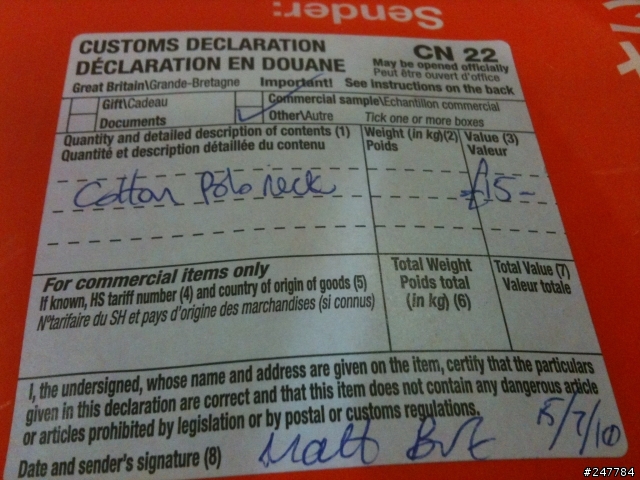 Sender:
CUSTOMS DECLARATION
DÉCLARATION EN DOUANE
CN 22
May be opened officially
Peut être ouvert d'office
Great Britain\Grande-Bretagne Important! See instructions on the back
Gift\Cadeau
Commercial sample\Echantillon commercial
Documents
Other\Autre
Tick one or more boxes
Quantity and detailed description of contents (1)
Quantité et description détaillée du contenu
Weight (in kg)(2)
Poids
Value (3)
Valeur
Cotton Polo neck
£15-
For commercial items only
If known, HS tariff number (4) and country of origin of goods (5)
N°tarifaire du SH et pays d'origine des marchandises (si connus)
Total Weight
Poids total
(in kg) (6)
Total Value (7)
Valeur totale
I, the undersigned, whose name and address are given on the item, certify that the particulars
given in this declaration are correct and that this item does not contain any dangerous article
or articles prohibited by legislation or by postal or customs regulations.
Date and sender's signature (8)
Matt
15/7/10
#247784